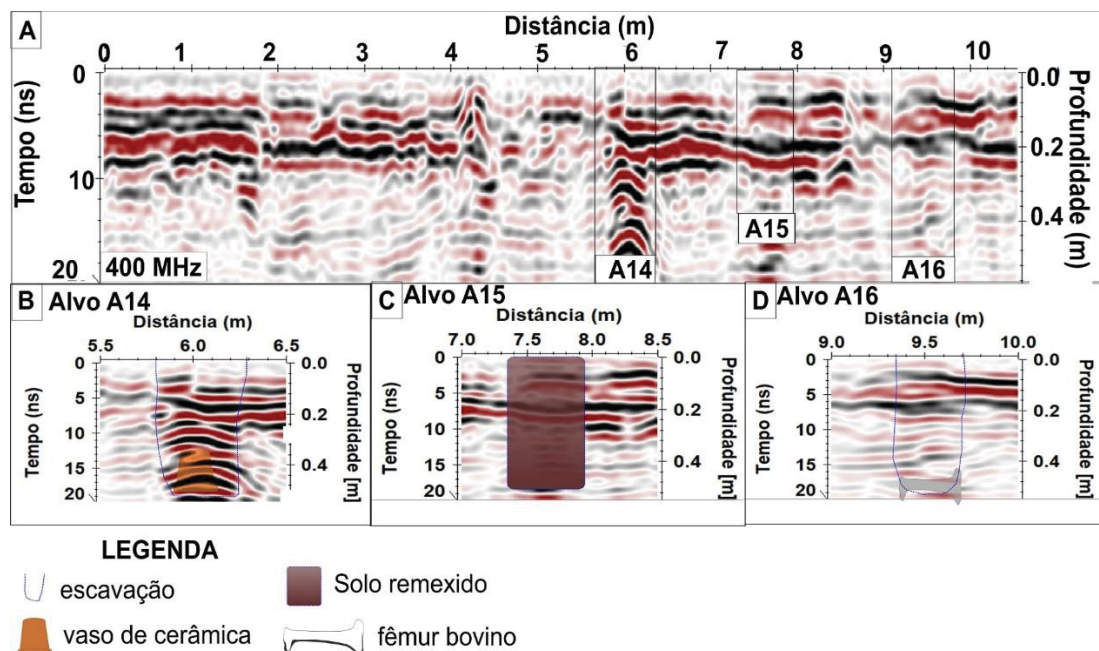 A
Distância (m)
0 1 2 3 4 5 6 7 8 9 10
Tempo (ns)
0
10
20
0.0
0.2
0.4
Profundidade (m)
400 MHz
A14
A15
A16
B Alvo A14
Distância (m)
5.5 6.0 6.5
Tempo (ns)
0
5
10
15
20
0.0
0.2
0.4
Profundidade [m]
C Alvo A15
Distância (m)
7.0 7.5 8.0 8.5
Tempo (ns)
0
5
10
15
20
0.0
0.2
0.4
Profundidade [m]
D Alvo A16
Distância (m)
9.0 9.5 10.0
Tempo (ns)
0
5
10
15
20
0.0
0.2
0.4
Profundidade [m]
LEGENDA
escavação
Solo remexido
vaso de cerâmica
fêmur bovino